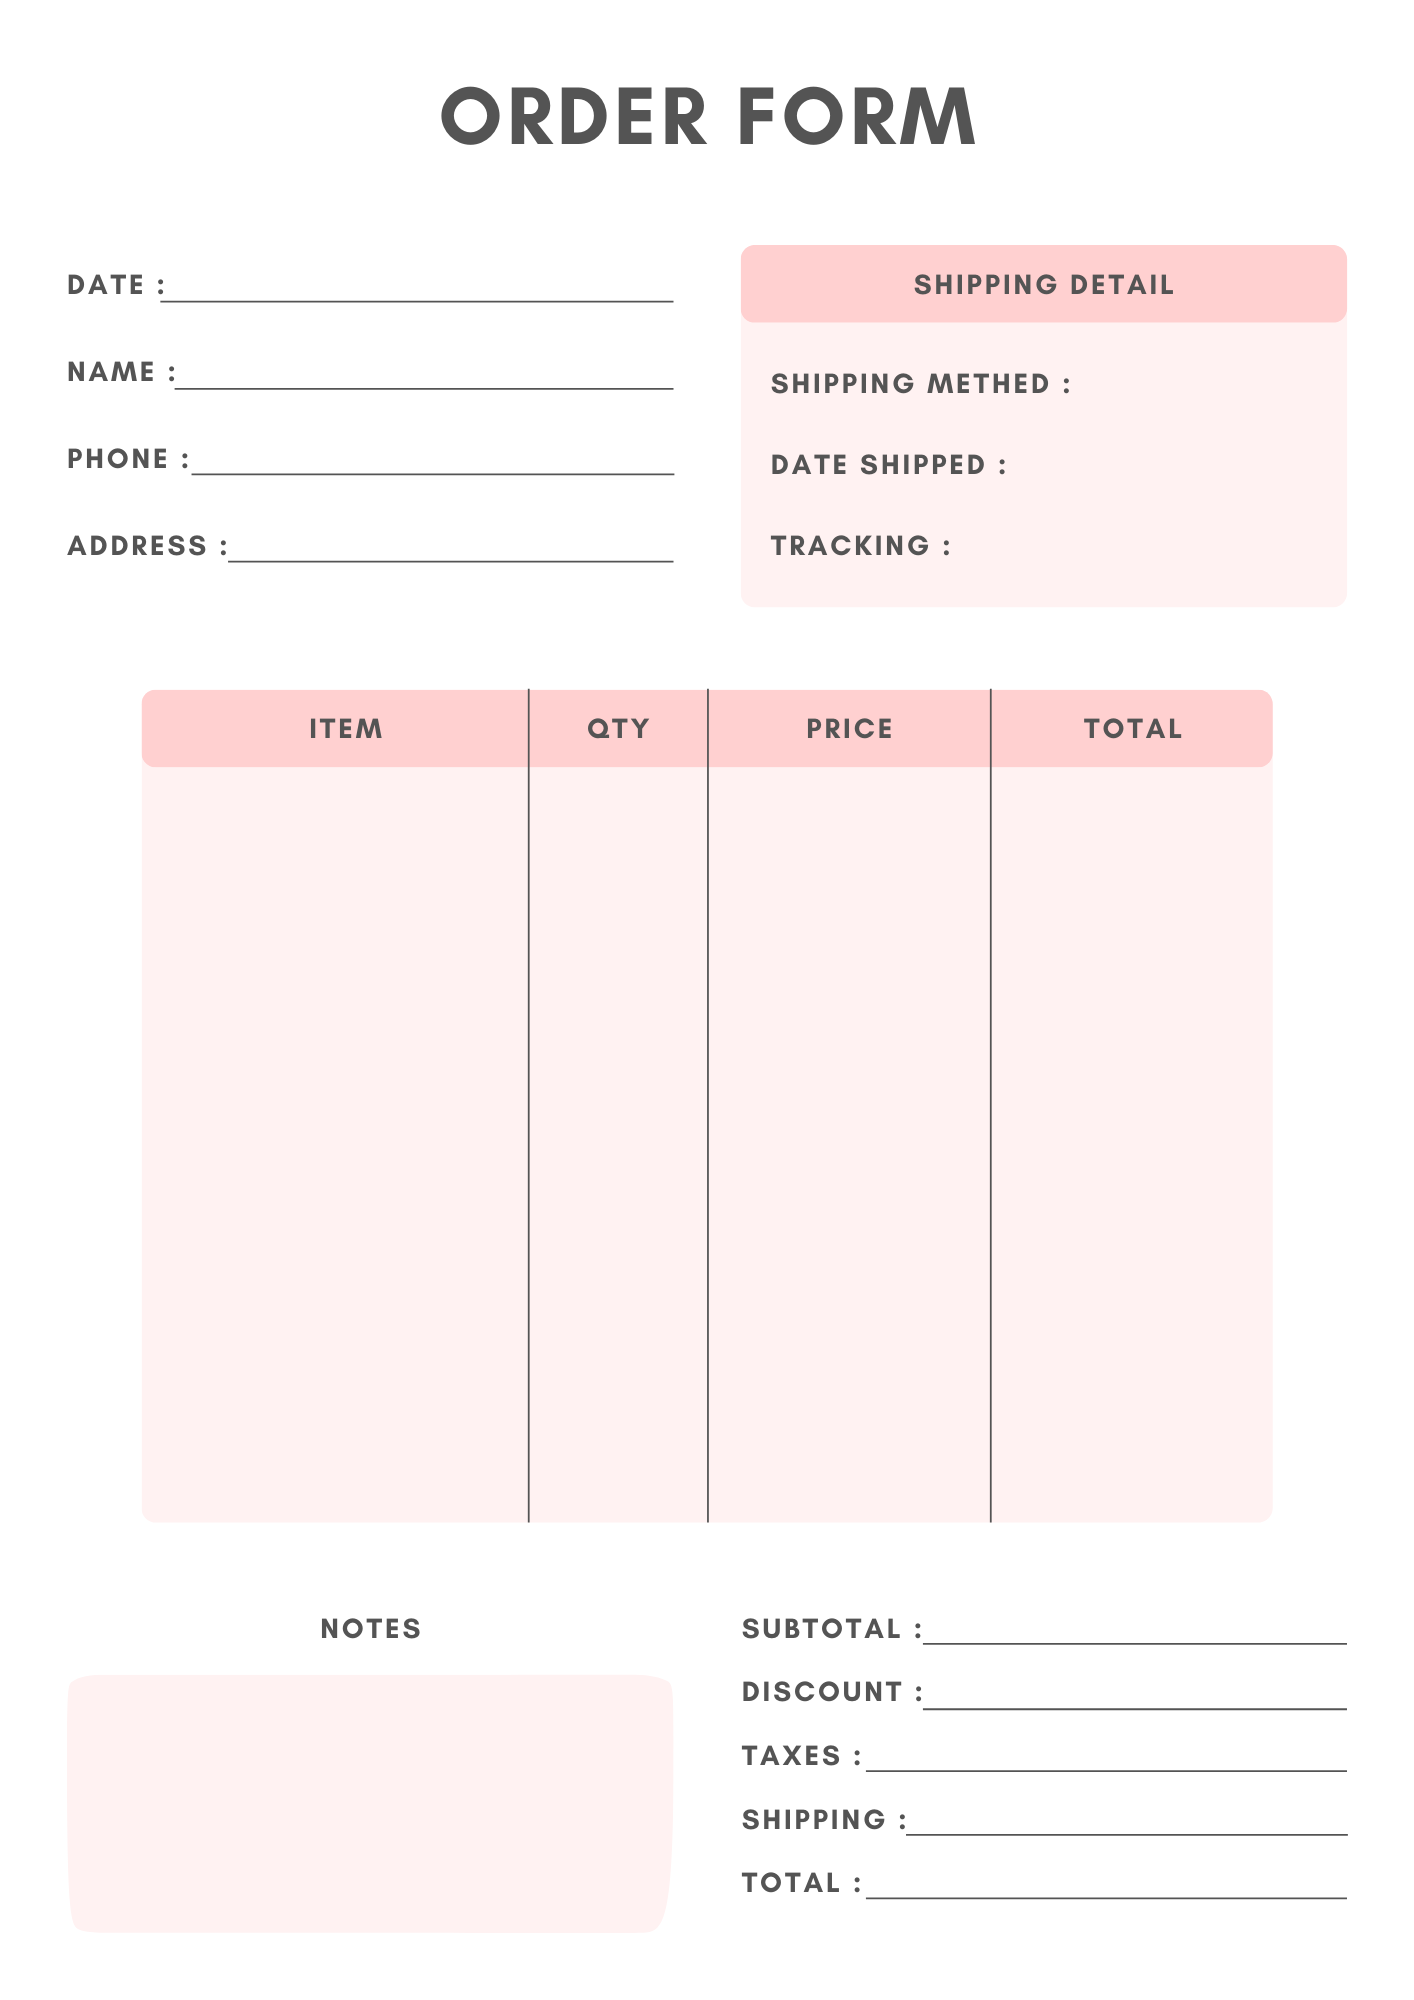 ORDER FORM
DATE :
NAME :
PHONE :
ADDRESS :
SHIPPING DETAIL
SHIPPING METHED :
DATE SHIPPED :
TRACKING :
ITEM QTY PRICE TOTAL
NOTES
SUBTOTAL :
DISCOUNT :
TAXES :
SHIPPING :
TOTAL :